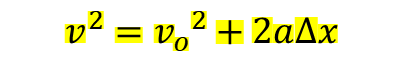 v² = vₒ² + 2aΔx